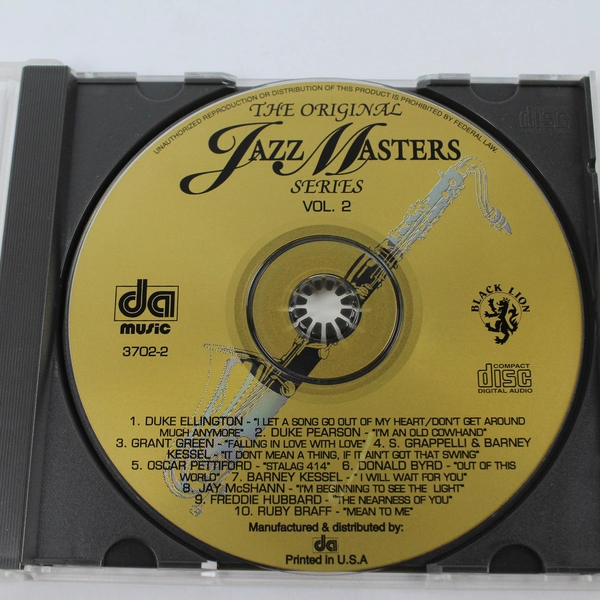 UNAUTHORIZED REPRODUCTION OR DISTRIBUTION OF THIS PRODUCT IS PROHIBITED BY FEDERAL LAW.
THE ORIGINAL
JAZZ MASTERS
SERIES
VOL. 2
da
music
3702-2
BLACK LION
COMPACT
disc
DIGITAL AUDIO
1. DUKE ELLINGTON - "I LET A SONG GO OUT OF MY HEART/DON'T GET AROUND
MUCH ANYMORE" 2. DUKE PEARSON - "I'M AN OLD COWHAND"
3. GRANT GREEN - "FALLING IN LOVE WITH LOVE" 4. S. GRAPPELLI & BARNEY
KESSEL - "IT DONT MEAN A THING, IF IT AIN'T GOT THAT SWING"
5. OSCAR PETTIFORD - "STALAG 414" 6. DONALD BYRD - "OUT OF THIS
WORLD" 7. BARNEY KESSEL - "I WILL WAIT FOR YOU"
8. JAY McSHANN - "I'M BEGINNING TO SEE THE LIGHT"
9. FREDDIE HUBBARD - "THE NEARNESS OF YOU"
10. RUBY BRAFF - "MEAN TO ME"
Manufactured & distributed by:
da
Printed in U.S.A
disc